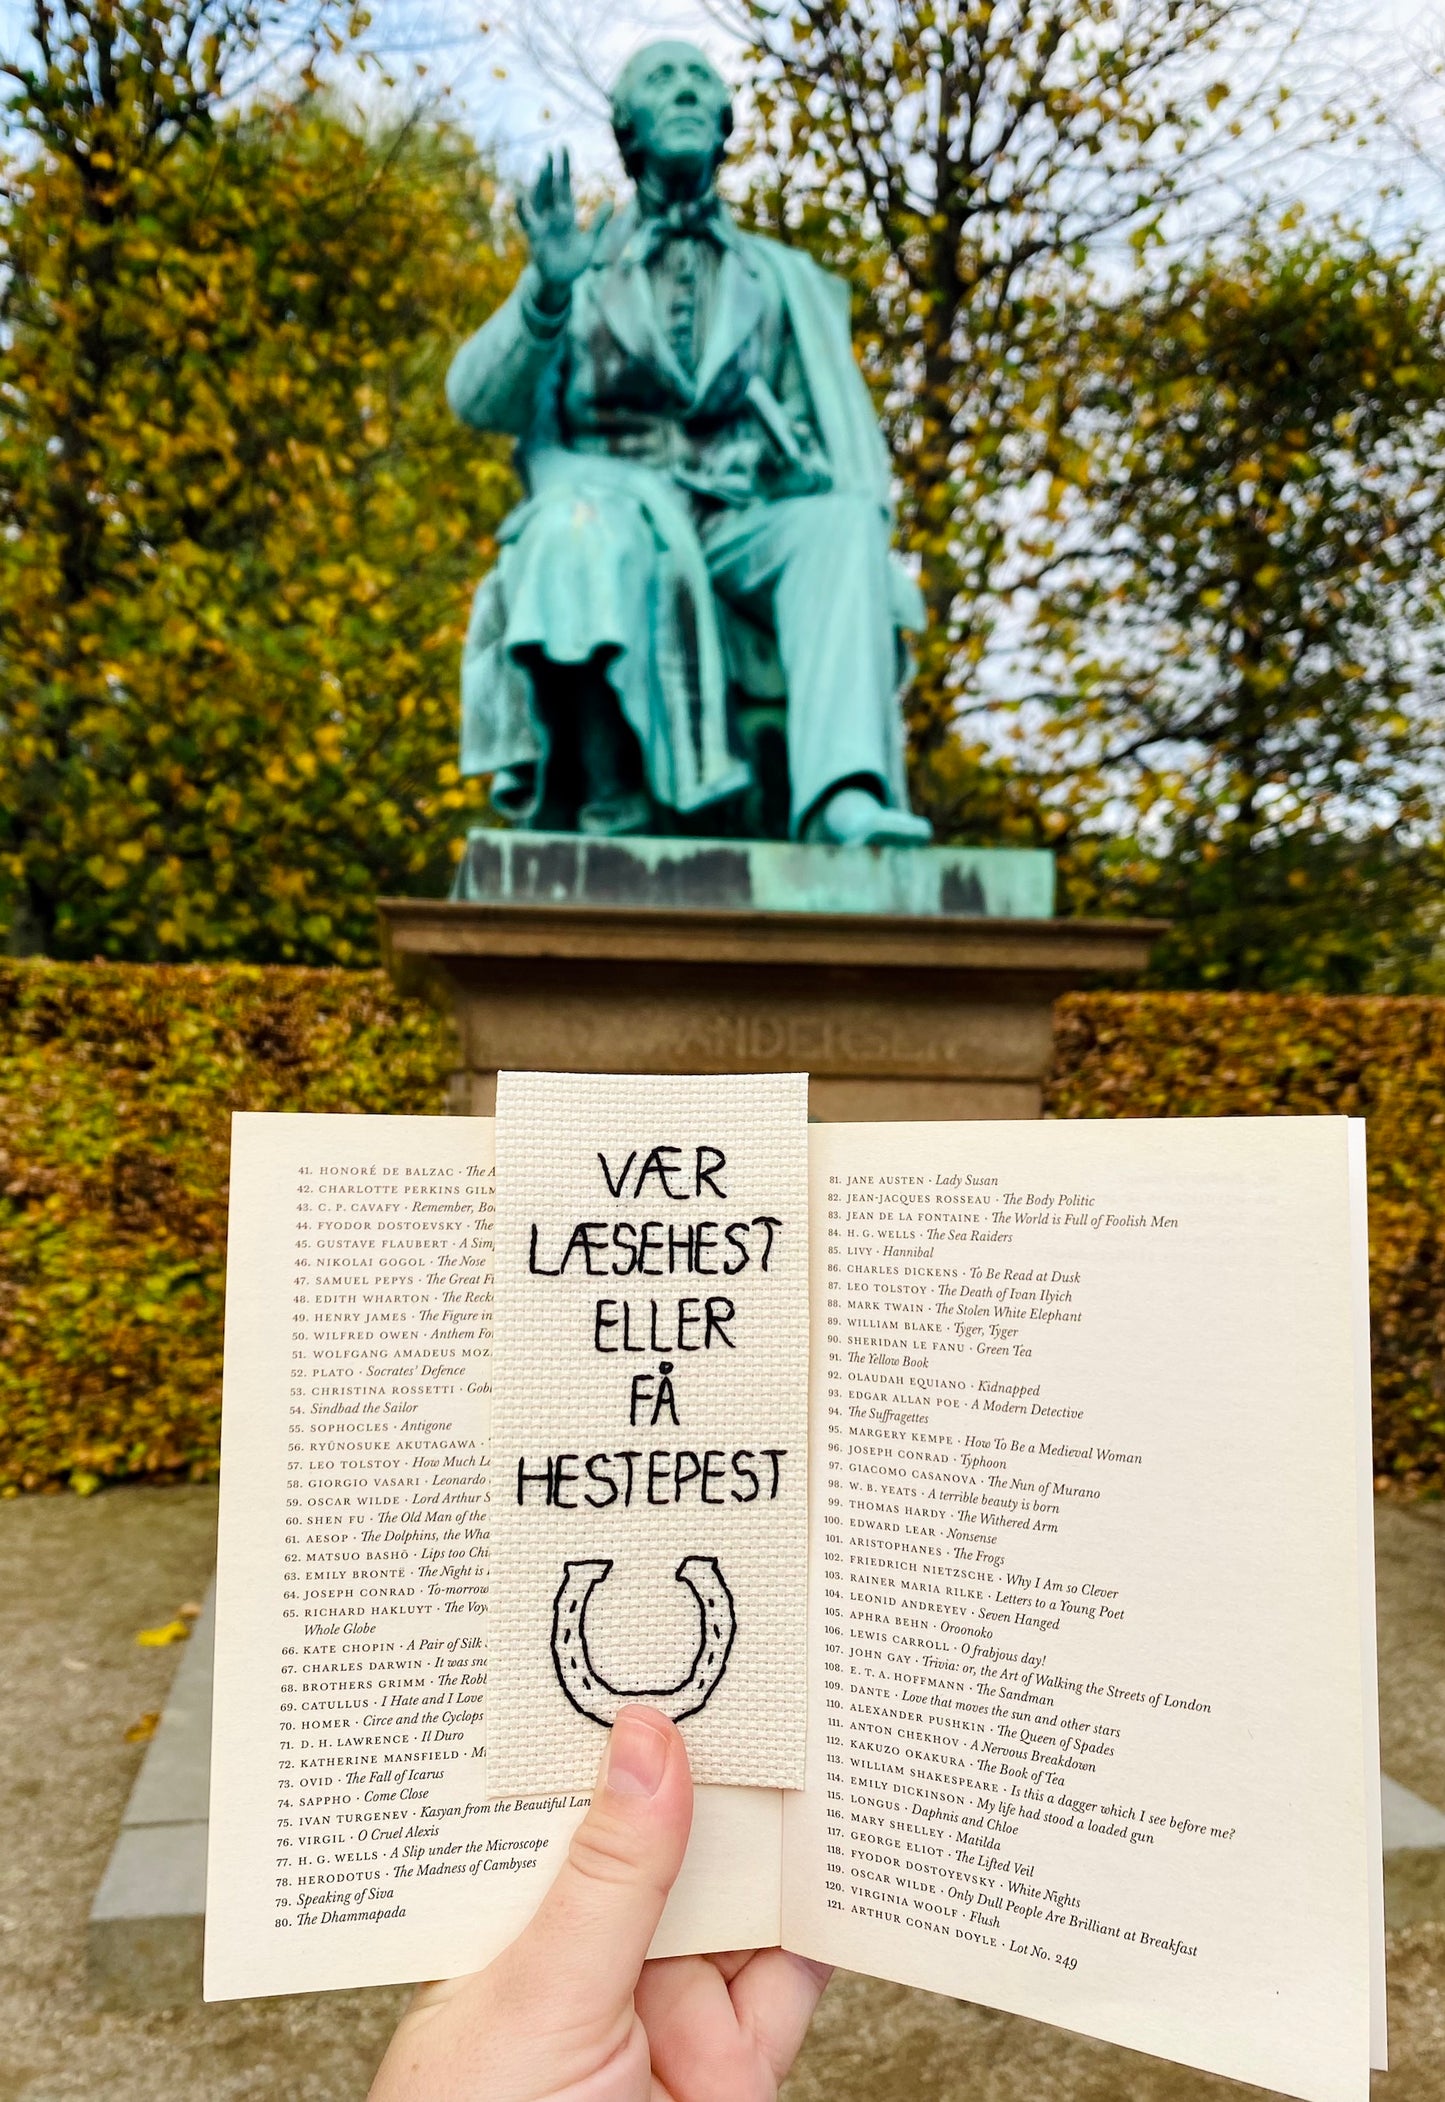 ANDERSEN
VÆR
LÆSEHEST
ELLER
FÅ
HESTEPEST
41. HONORÉ DE BALZAC · The
42. CHARLOTTE PERKINS
43. C. P. CAVAFY · Remember,
44. FYODOR DOSTOEVSKY · The
45. GUSTAVE FLAUBERT · A
46. NIKOLAI GOGOL · The Nose
47. SAMUEL PEPYS · The Great
48. EDITH WHARTON · The
49. HENRY JAMES · The Figure in
50. WILFRED OWEN · Anthem
51. WOLFGANG AMADEUS
52. PLATO · Socrates' Defence
53. CHRISTINA ROSSETTI ·
54. Sindbad the Sailor
55. SOPHOCLES · Antigone
56. RYŪNOSUKE AKUTAGAWA ·
57. LEO TOLSTOY · How Much
58. GIORGIO VASARI · Leonardo
59. OSCAR WILDE · Lord Arthur
60. SHEN FU · The Old Man of the
61. AESOP · The Dolphins, the
62. MATSUO BASHŌ · Lips too
63. EMILY BRONTË · The Night is
64. JOSEPH CONRAD · To-morrow
65. RICHARD HAKLUYT · The
Whole Globe
66. KATE CHOPIN · A Pair of Silk
67. CHARLES DARWIN · It was
68. BROTHERS GRIMM · The
69. CATULLUS · I Hate and I Love
70. HOMER · Circe and the Cyclops
71. D. H. LAWRENCE · Il Duro
72. KATHERINE MANSFIELD ·
73. OVID · The Fall of Icarus
74. SAPPHO · Come Close
75. IVAN TURGENEV · Kasyan from the Beautiful
76. VIRGIL · O Cruel Alexis
77. H. G. WELLS · A Slip under the Microscope
78. HERODOTUS · The Madness of Cambyses
79. Speaking of Siva
80. The Dhammapada
81. JANE AUSTEN · Lady Susan
82. JEAN-JACQUES ROSSEAU · The Body Politic
83. JEAN DE LA FONTAINE · The World is Full of Foolish Men
84. H. G. WELLS · The Sea Raiders
85. LIVY · Hannibal
86. CHARLES DICKENS · To Be Read at Dusk
87. LEO TOLSTOY · The Death of Ivan Ilyich
88. MARK TWAIN · The Stolen White Elephant
89. WILLIAM BLAKE · Tyger, Tyger
90. SHERIDAN LE FANU · Green Tea
91. The Yellow Book
92. OLAUDAH EQUIANO · Kidnapped
93. EDGAR ALLAN POE · A Modern Detective
94. The Suffragettes
95. MARGERY KEMPE · How To Be a Medieval Woman
96. JOSEPH CONRAD · Typhoon
97. GIACOMO CASANOVA · The Nun of Murano
98. W. B. YEATS · A terrible beauty is born
99. THOMAS HARDY · The Withered Arm
100. EDWARD LEAR · Nonsense
101. ARISTOPHANES · The Frogs
102. FRIEDRICH NIETZSCHE · Why I Am so Clever
103. RAINER MARIA RILKE · Letters to a Young Poet
104. LEONID ANDREYEV · Seven Hanged
105. APHRA BEHN · Oroonoko
106. LEWIS CARROLL · O frabjous day!
107. JOHN GAY · Trivia: or, the Art of Walking the Streets of London
108. E. T. A. HOFFMANN · The Sandman
109. DANTE · Love that moves the sun and other stars
110. ALEXANDER PUSHKIN · The Queen of Spades
111. ANTON CHEKHOV · A Nervous Breakdown
112. KAKUZO OKAKURA · The Book of Tea
113. WILLIAM SHAKESPEARE · Is this a dagger which I see before me?
114. EMILY DICKINSON · My life had stood a loaded gun
115. LONGUS · Daphnis and Chloe
116. MARY SHELLEY · Matilda
117. GEORGE ELIOT · The Lifted Veil
118. FYODOR DOSTOYEVSKY · White Nights
119. OSCAR WILDE · Only Dull People Are Brilliant at Breakfast
120. VIRGINIA WOOLF · Flush
121. ARTHUR CONAN DOYLE · Lot No. 249